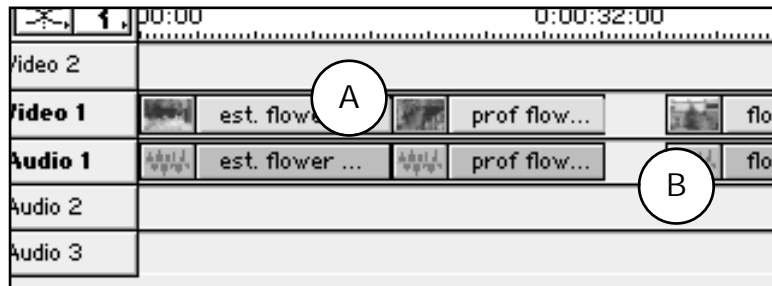 00:00 0:00:32:00
Video 2
A
Video 1 est. flowe prof flow... flo
Audio 1 est. flower ... prof flow... flo
B
Audio 2
Audio 3